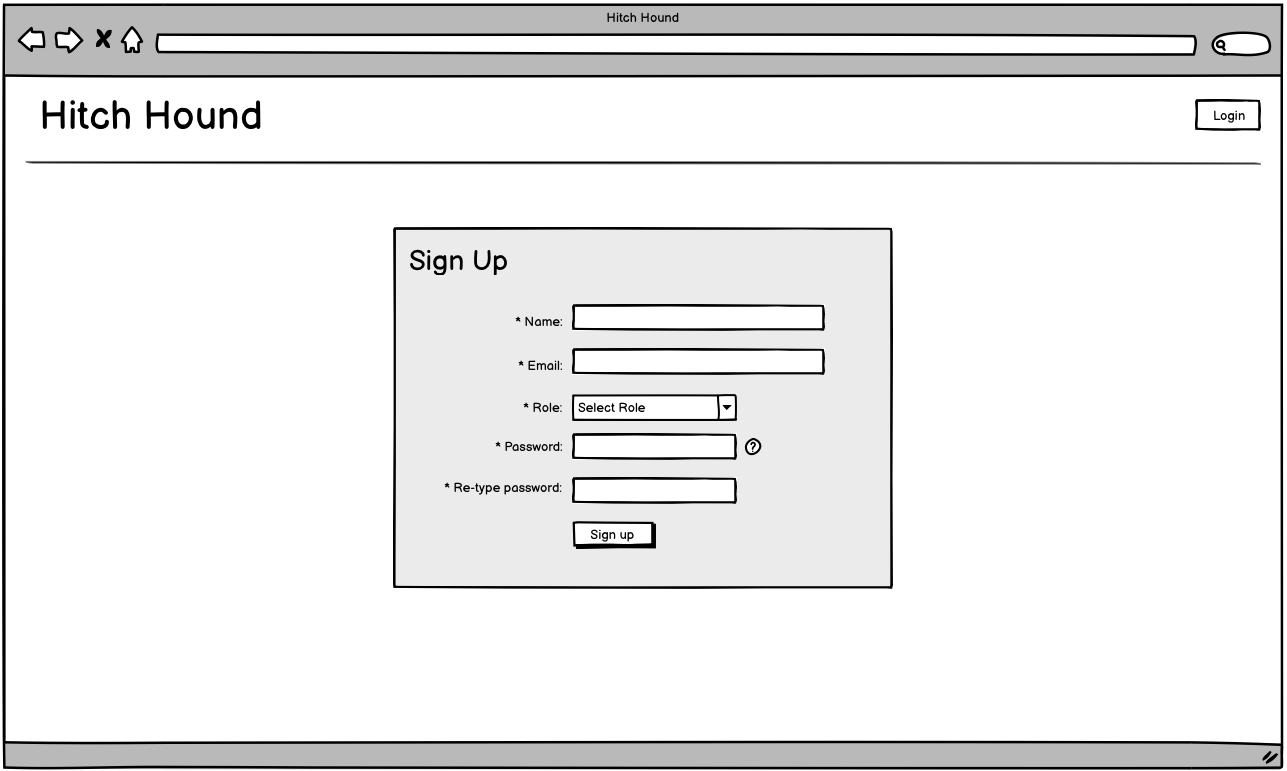 Hitch Hound
Hitch Hound
Login
Sign Up
* Name:
* Email:
* Role: Select Role
* Password: ?
* Re-type password:
Sign up